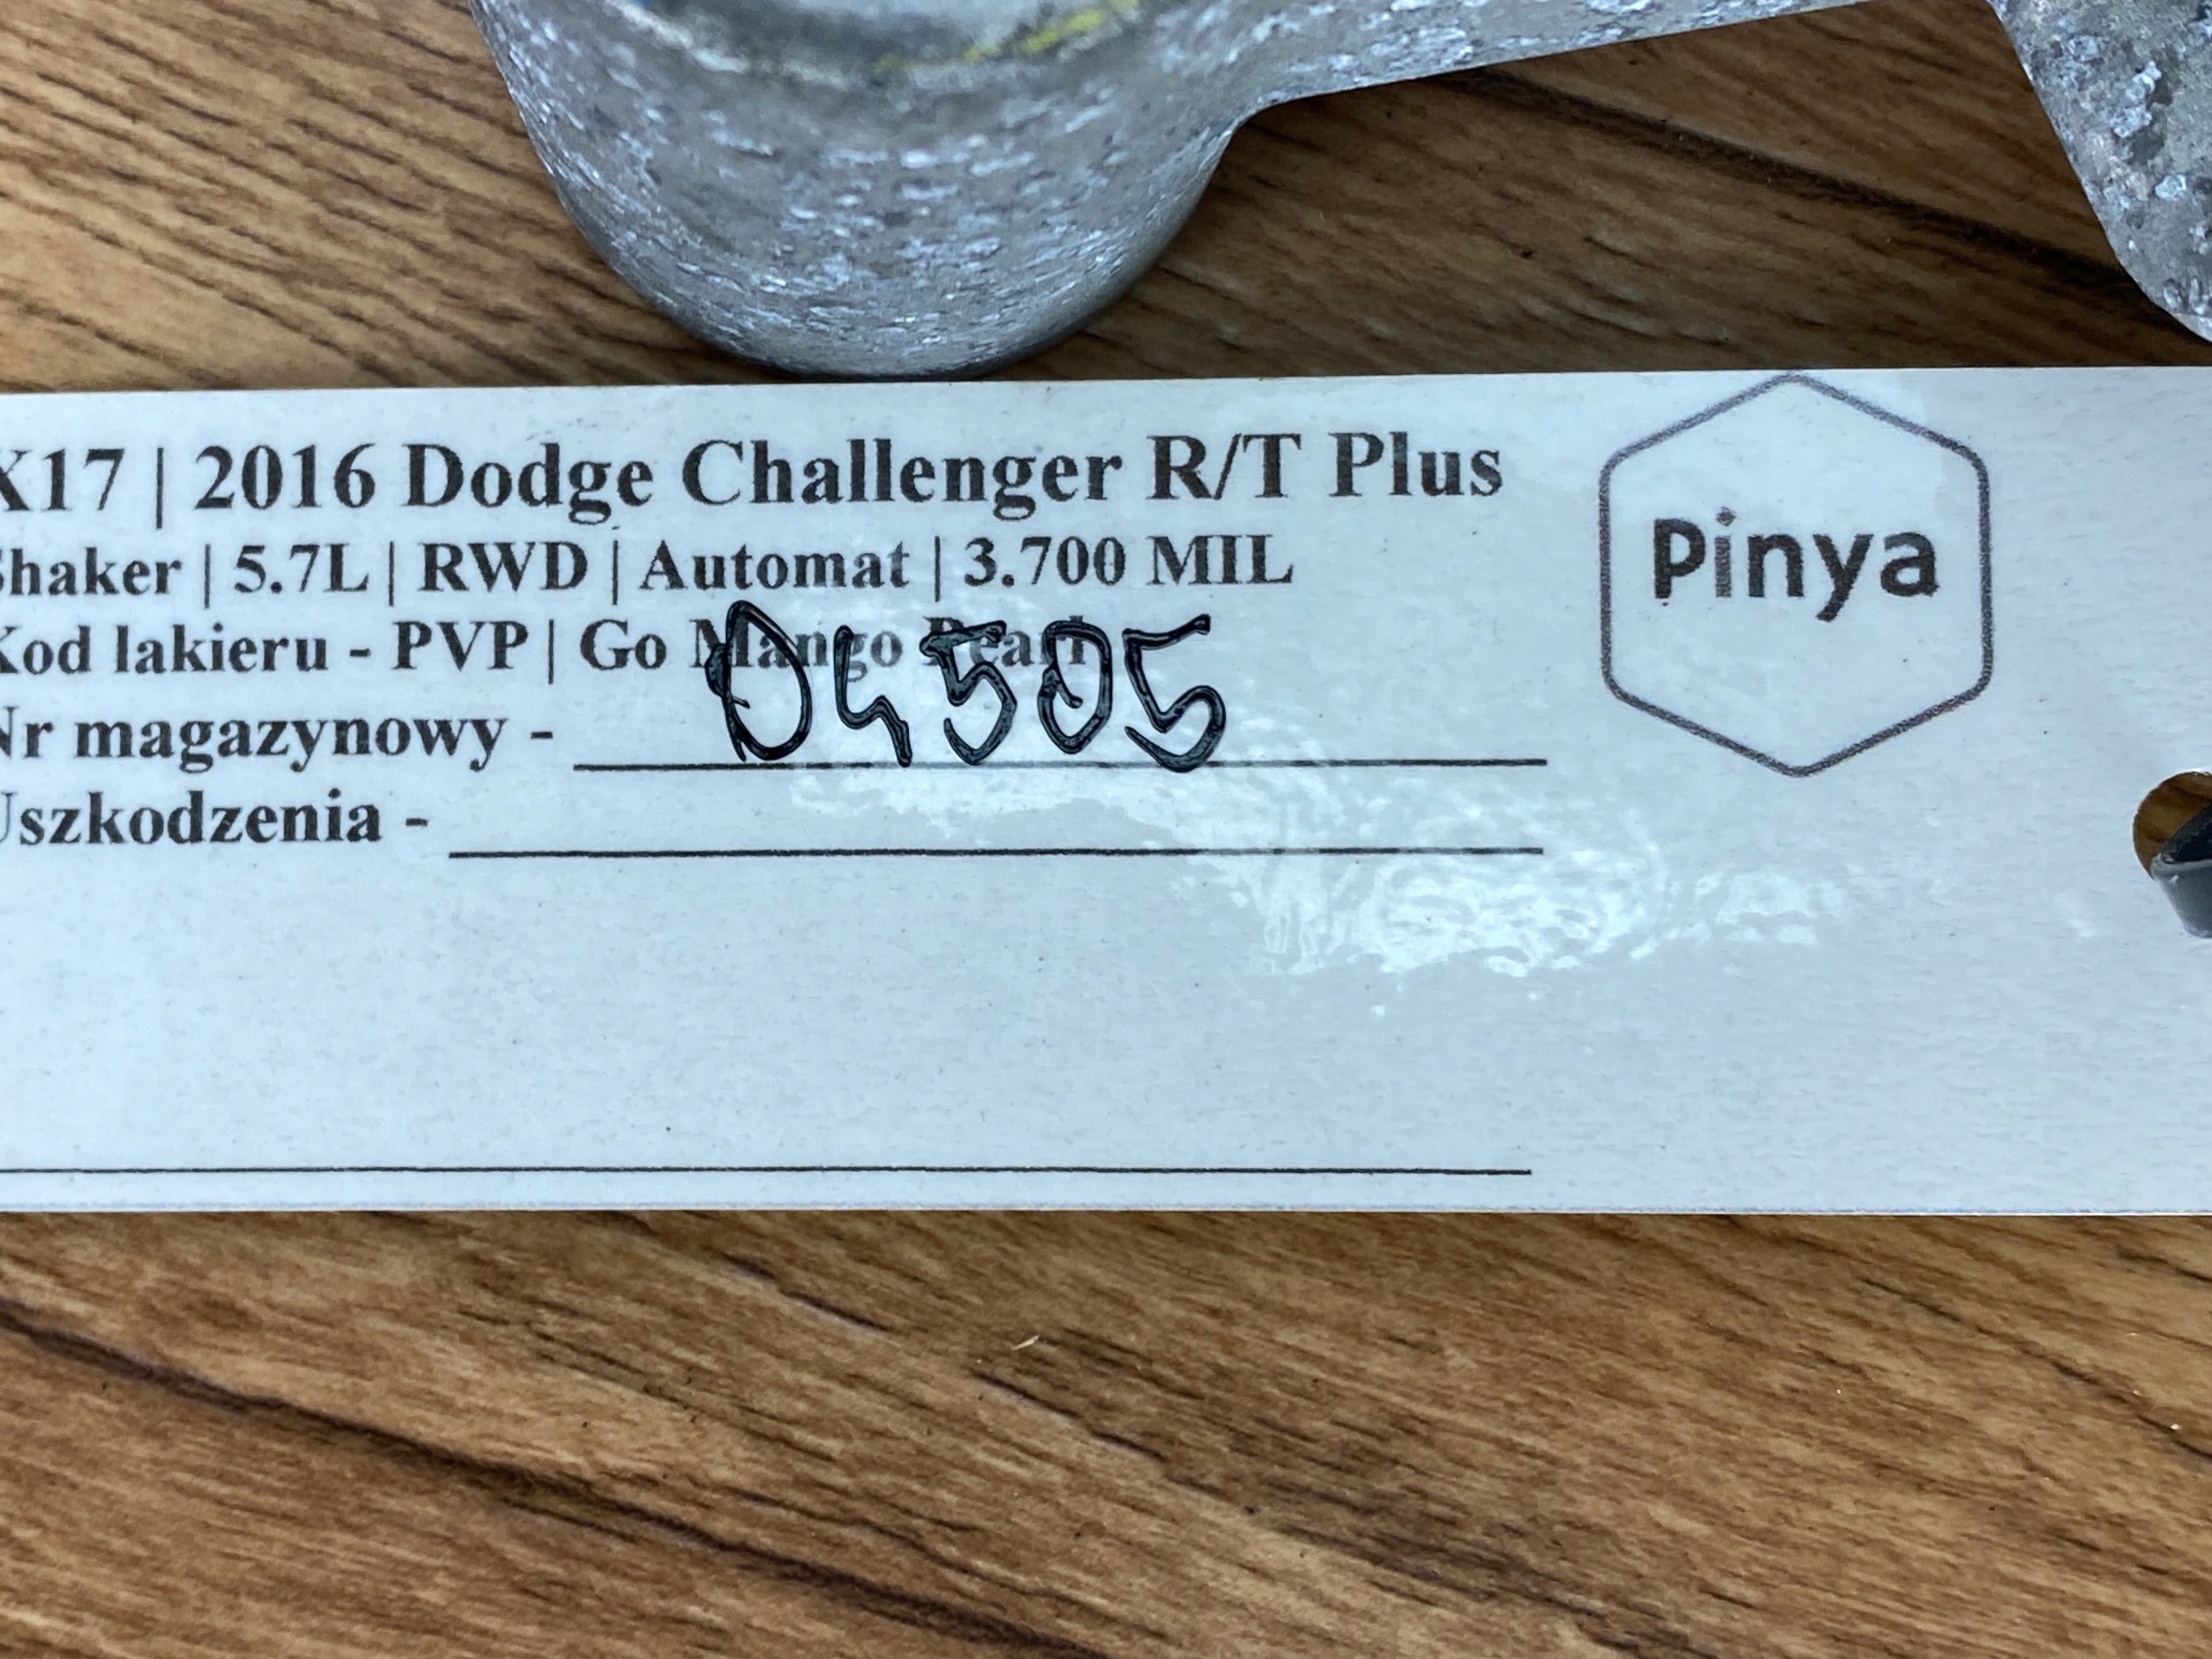 X17 | 2016 Dodge Challenger R/T Plus
Shaker | 5.7L | RWD | Automat | 3.700 MIL
Kod lakieru - PVP | Go Mango Pearl
Nr magazynowy - 04505
Uszkodzenia -
Pinya